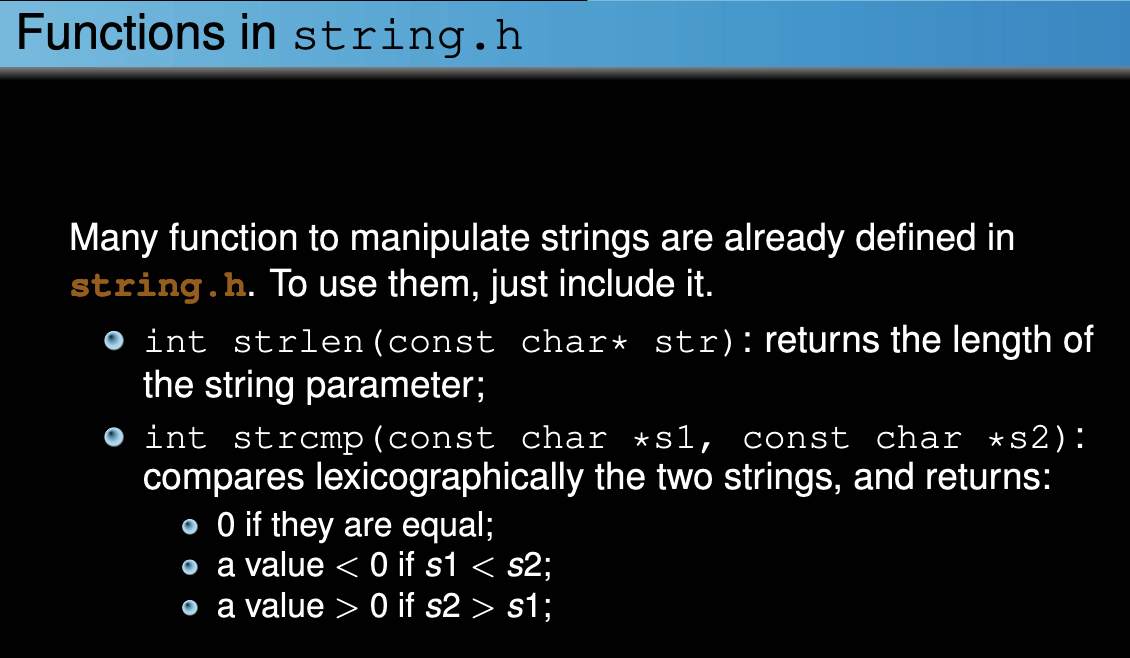 Functions in string.h
Many function to manipulate strings are already defined in
string.h. To use them, just include it.
int strlen(const char* str): returns the length of
the string parameter;
int strcmp(const char *s1, const char *s2):
compares lexicographically the two strings, and returns:
0 if they are equal;
a value < 0 if s1 < s2;
a value > 0 if s2 > s1;